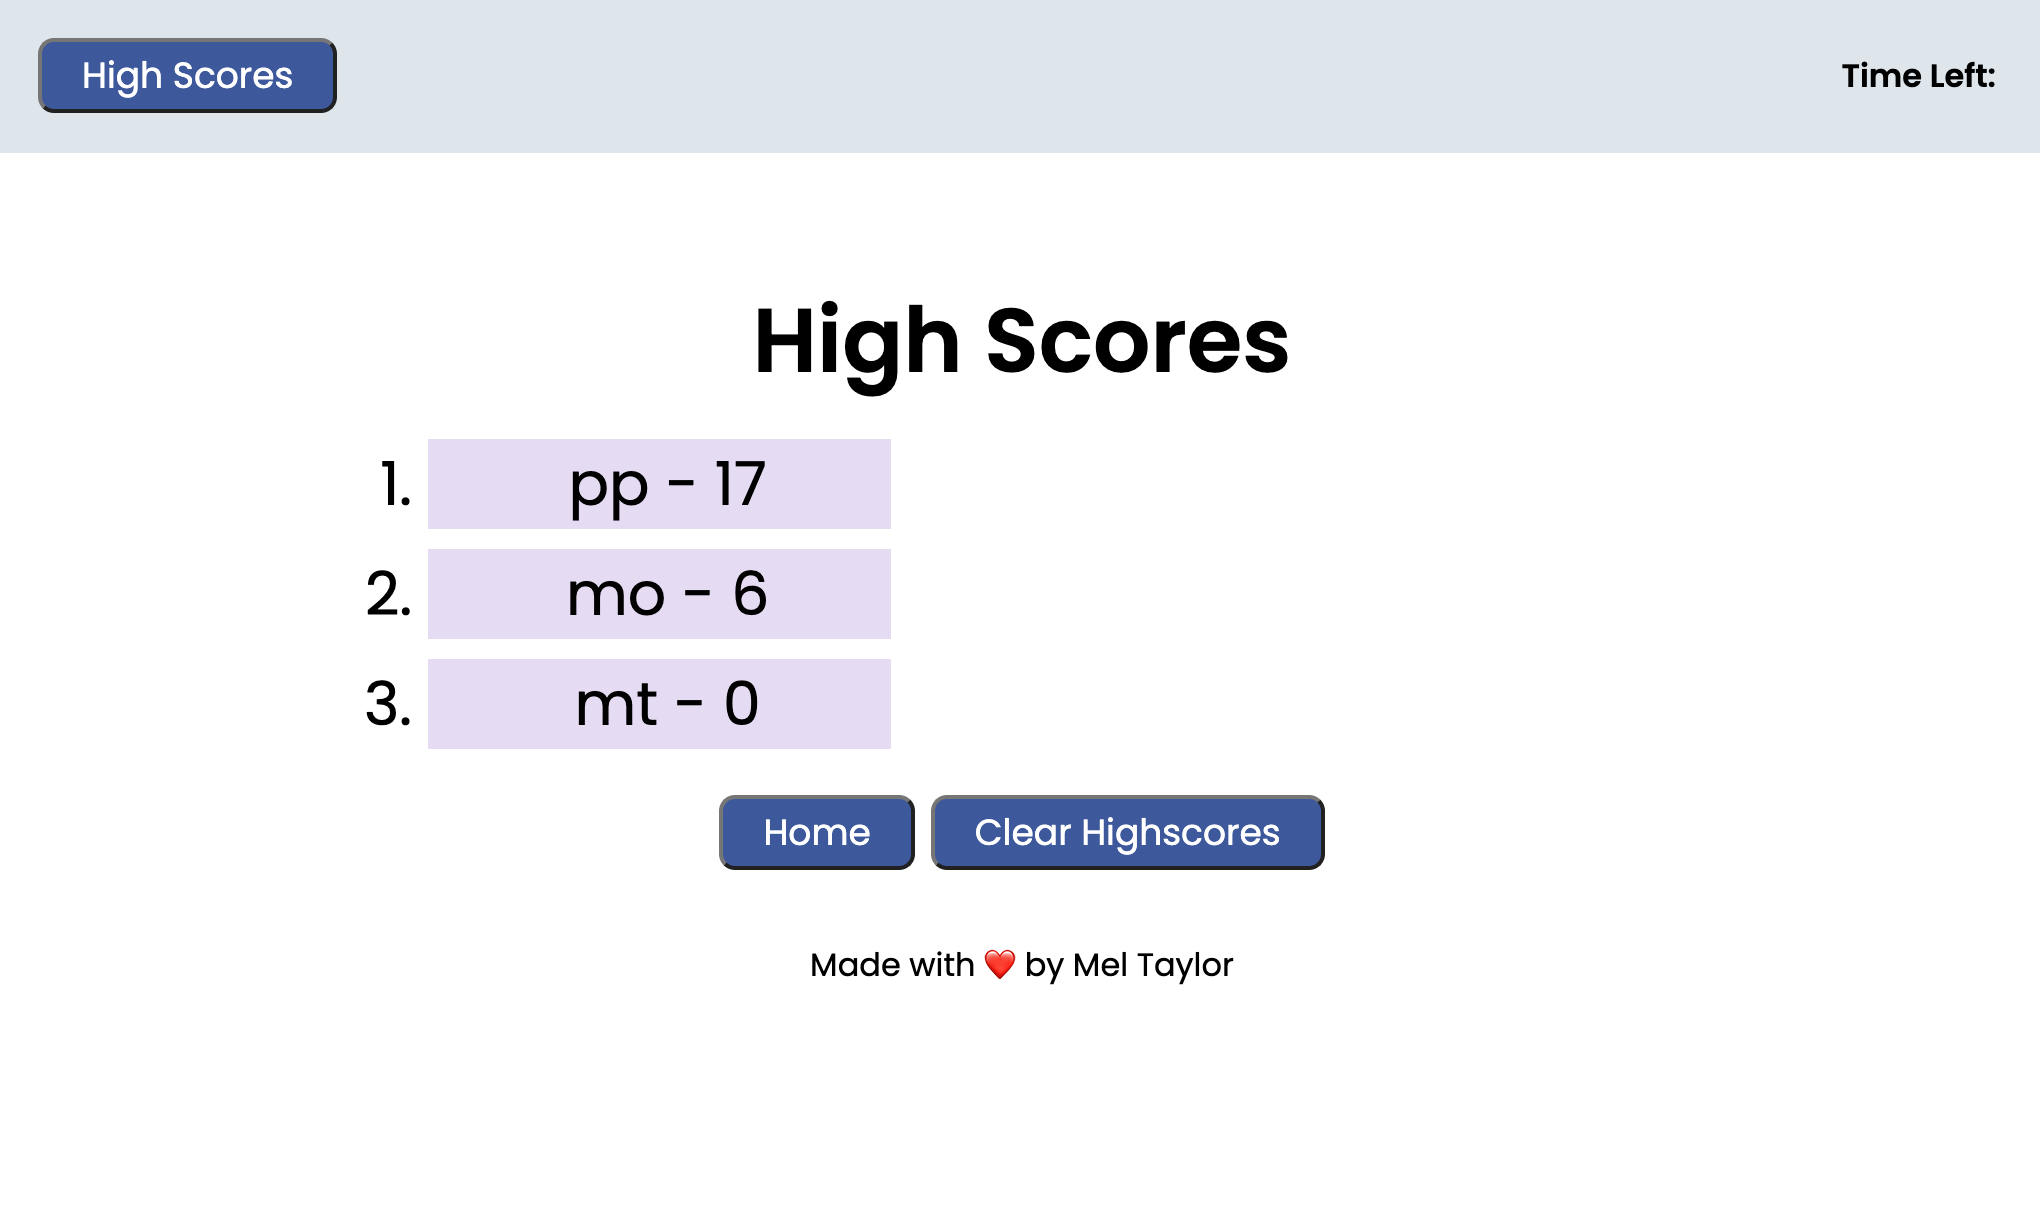 High Scores
Time Left:
High Scores
1. pp - 17
2. mo - 6
3. mt - 0
Home
Clear Highscores
Made with ❤️ by Mel Taylor